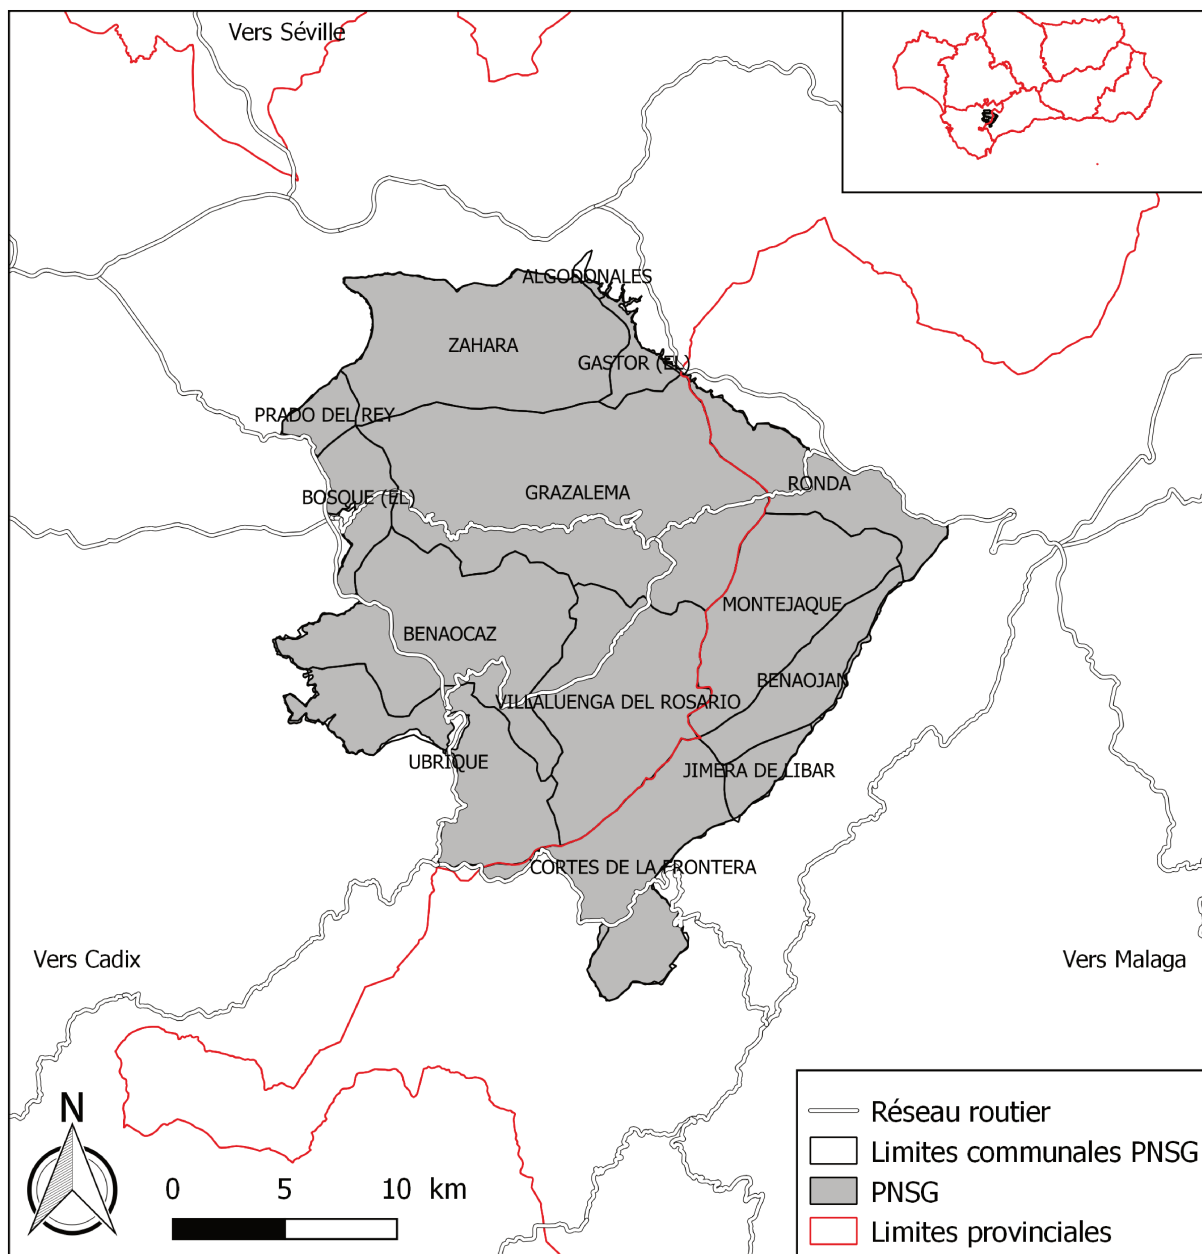 Vers Séville
ALGODONALES
ZAHARA
GASTOR (EL)
PRADO DEL REY
RONDA
GRAZALEMA
BOSQUE (EL)
MONTEJAQUE
BENAOCAZ
BENAOJAN
VILLALUENGA DEL ROSARIO
UBRIQUE
JIMERA DE LIBAR
CORTES DE LA FRONTERA
Vers Cadix
Vers Malaga
N
0 5 10 km
Réseau routier
Limites communales PNSG
PNSG
Limites provinciales